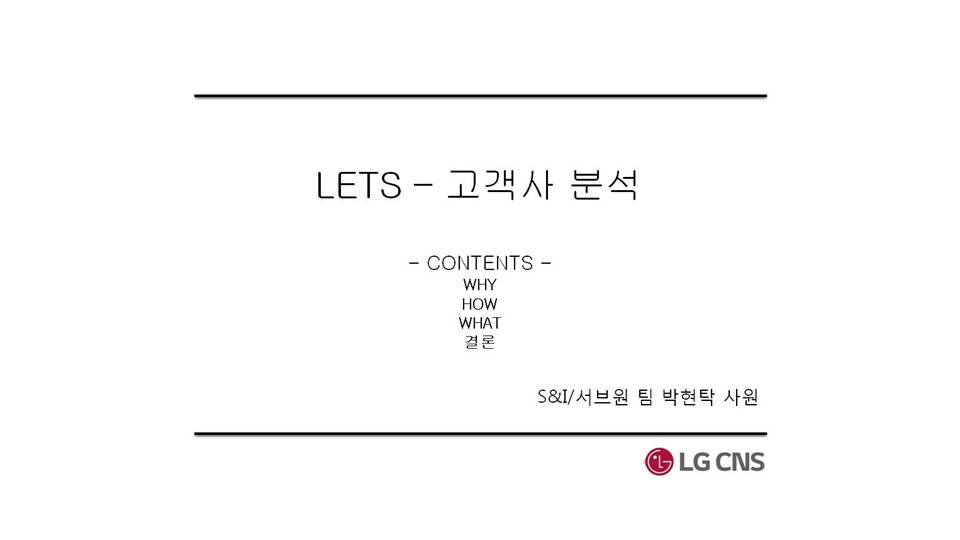 LETS – 고객사 분석
– CONTENTS –
WHY
HOW
WHAT
결론
S&I/서브원 팀 박현탁 사원
LG CNS